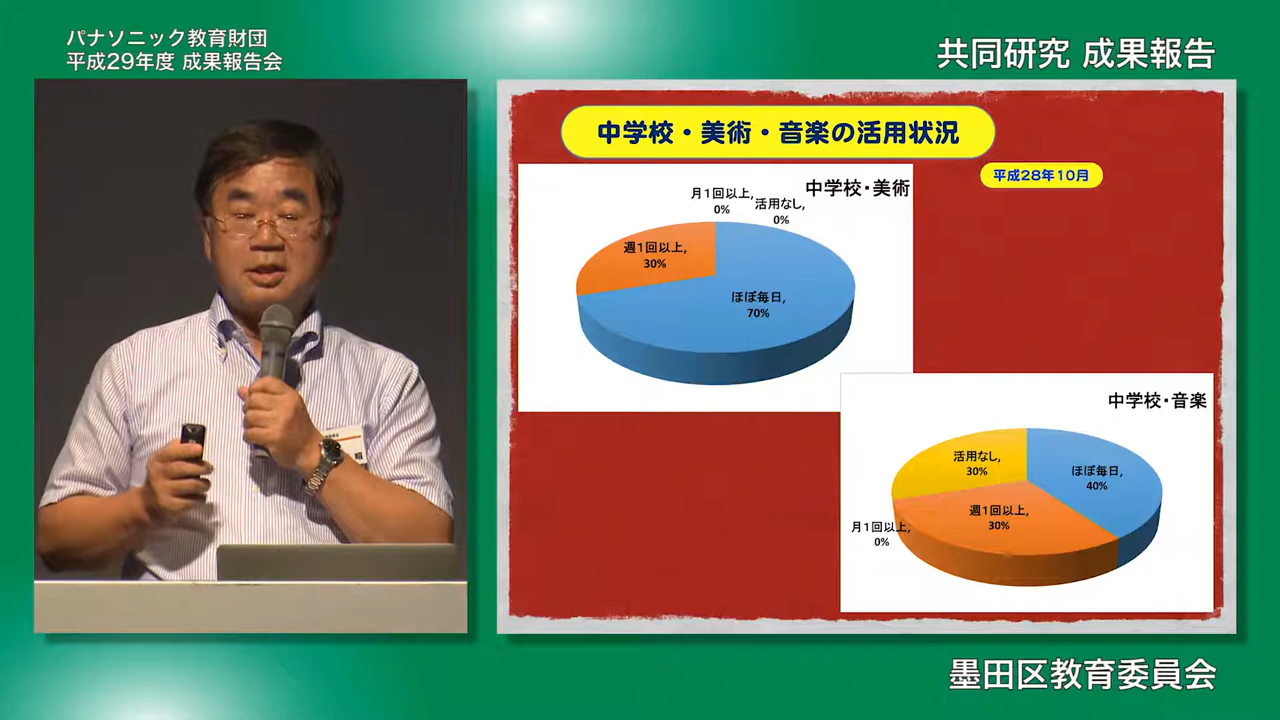 パナソニック教育財団
平成29年度 成果報告会
共同研究 成果報告
中学校・美術・音楽の活用状況
平成28年10月
中学校・美術
月1回以上,
0%
活用なし,
0%
週1回以上,
30%
ほぼ毎日,
70%
中学校・音楽
活用なし,
30%
ほぼ毎日,
40%
週1回以上,
30%
月1回以上,
0%
墨田区教育委員会